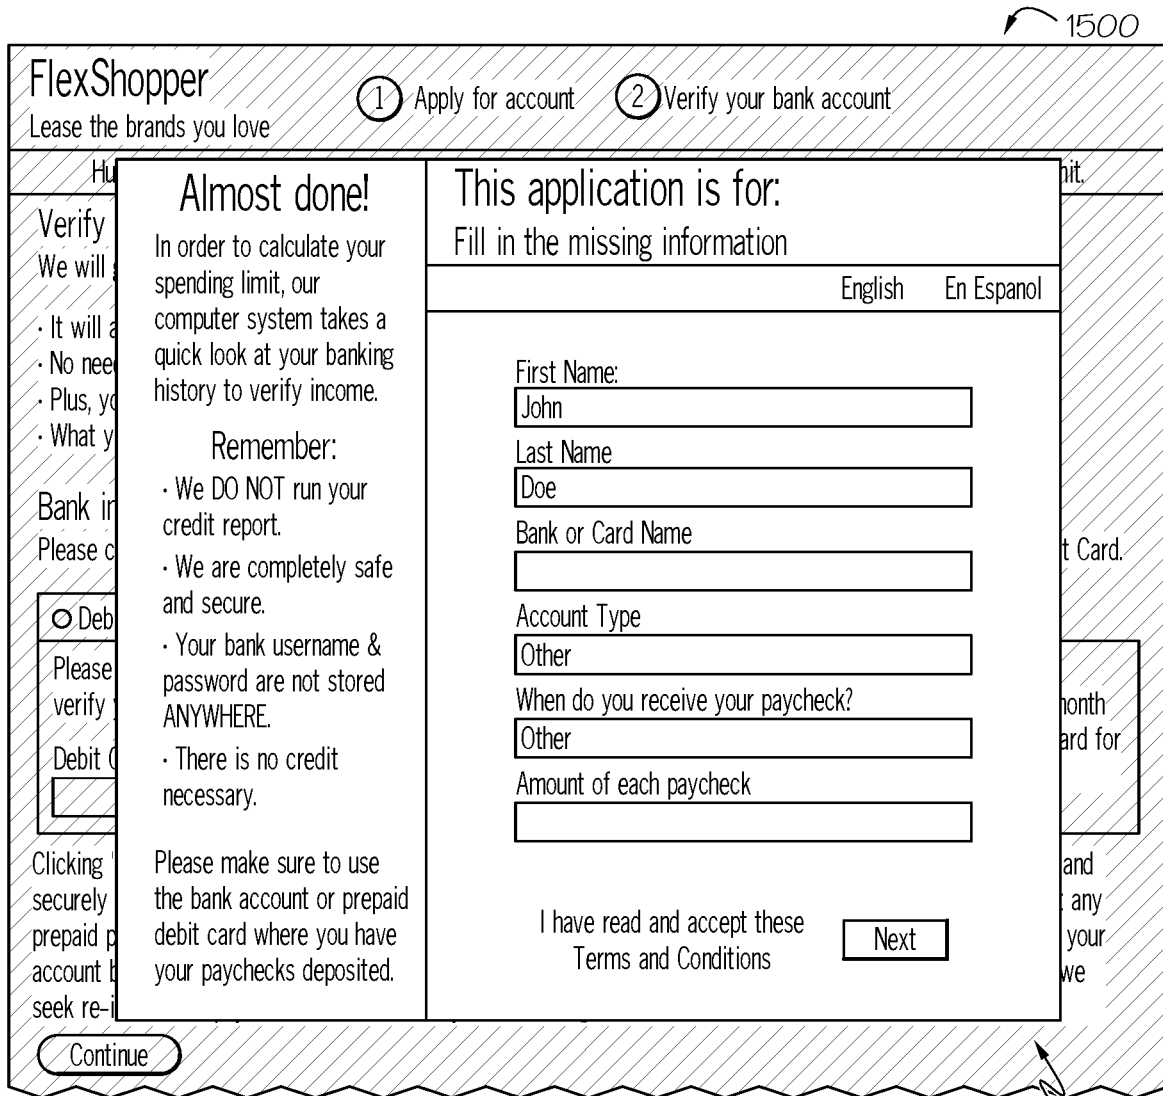 1500
FlexShopper
Lease the brands you love
1 Apply for account 2 Verify your bank account
Almost done!
In order to calculate your
spending limit, our
computer system takes a
quick look at your banking
history to verify income.
Remember:
· We DO NOT run your
credit report.
· We are completely safe
and secure.
· Your bank username &
password are not stored
ANYWHERE.
· There is no credit
necessary.
Please make sure to use
the bank account or prepaid
debit card where you have
your paychecks deposited.
This application is for:
Fill in the missing information
English En Espanol
First Name:
John
Last Name
Doe
Bank or Card Name
Account Type
Other
When do you receive your paycheck?
Other
Amount of each paycheck
I have read and accept these
Terms and Conditions
Next
Verify
We will
· It will
· No
· Plus,
· What
Bank
Please
t Card.
Please
verify
Debit
for
Clicking
and
securely
any
prepaid
your
account
we
seek
Continue